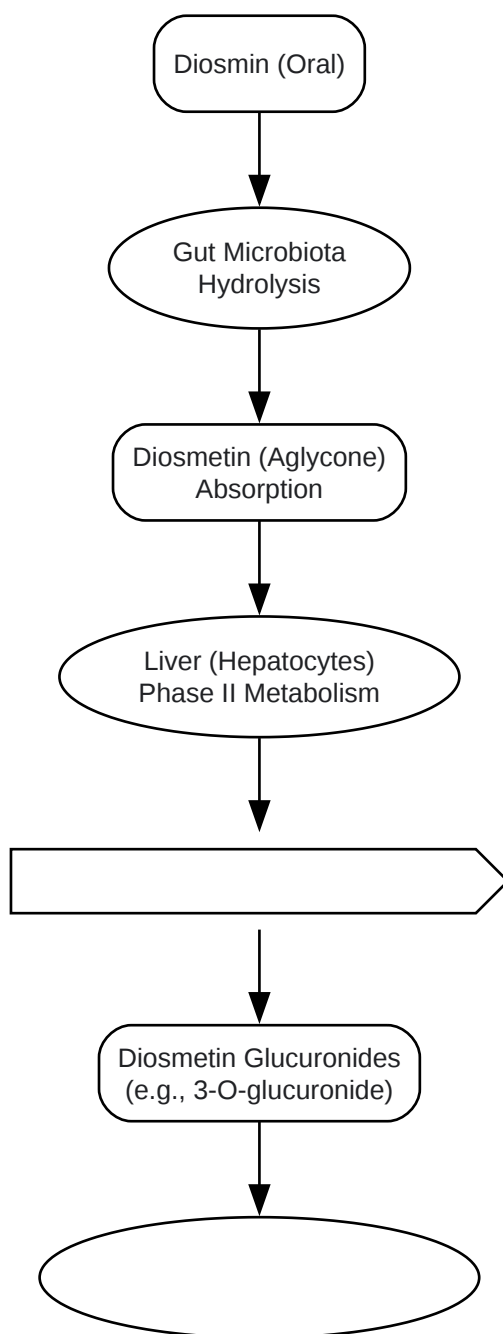 Diosmin (Oral)
Gut Microbiota
Hydrolysis
Diosmetin (Aglycone)
Absorption
Liver (Hepatocytes)
Phase II Metabolism
Diosmetin Glucuronides
(e.g., 3-O-glucuronide)